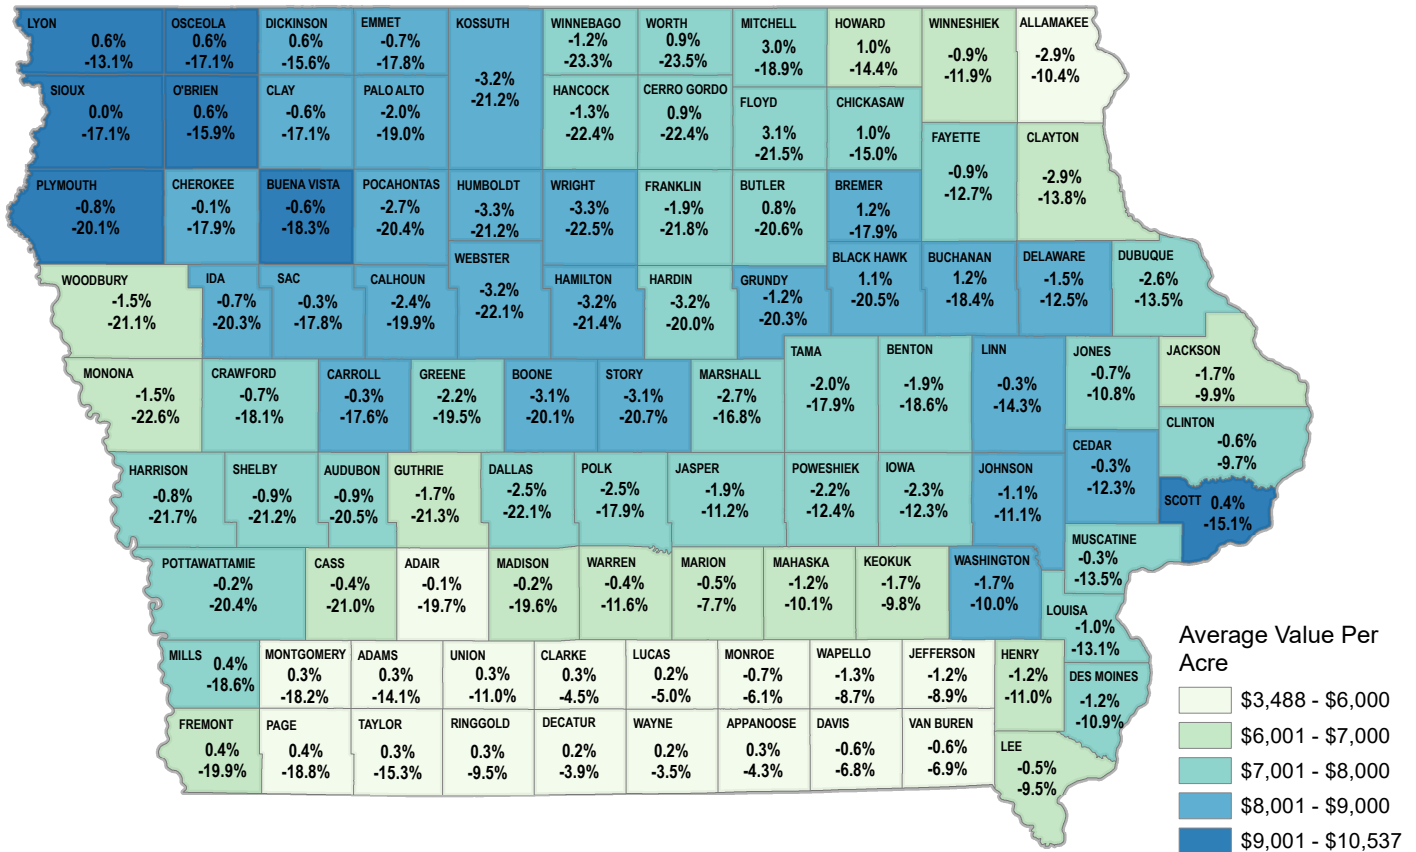 LYON
0.6%
-13.1%
OSCEOLA
0.6%
-17.1%
DICKINSON
0.6%
-15.6%
EMMET
-0.7%
-17.8%
KOSSUTH
-3.2%
-21.2%
WINNEBAGO
-1.2%
-23.3%
WORTH
0.9%
-23.5%
MITCHELL
3.0%
-18.9%
HOWARD
1.0%
-14.4%
WINNESHIEK
-0.9%
-11.9%
ALLAMAKEE
-2.9%
-10.4%
SIOUX
0.0%
-17.1%
O'BRIEN
0.6%
-15.9%
CLAY
-0.6%
-17.1%
PALO ALTO
-2.0%
-19.0%
HANCOCK
-1.3%
-22.4%
CERRO GORDO
0.9%
-22.4%
FLOYD
3.1%
-21.5%
CHICKASAW
1.0%
-15.0%
FAYETTE
-0.9%
-12.7%
CLAYTON
-2.9%
-13.8%
PLYMOUTH
-0.8%
-20.1%
CHEROKEE
-0.1%
-17.9%
BUENA VISTA
-0.6%
-18.3%
POCAHONTAS
-2.7%
-20.4%
HUMBOLDT
-3.3%
-21.2%
WRIGHT
-3.3%
-22.5%
FRANKLIN
-1.9%
-21.8%
BUTLER
0.8%
-20.6%
BREMER
1.2%
-17.9%
WOODBURY
-1.5%
-21.1%
IDA
-0.7%
-20.3%
SAC
-0.3%
-17.8%
CALHOUN
-2.4%
-19.9%
WEBSTER
-3.2%
-22.1%
HAMILTON
-3.2%
-21.4%
HARDIN
-3.2%
-20.0%
GRUNDY
-1.2%
-20.3%
BLACK HAWK
1.1%
-20.5%
BUCHANAN
1.2%
-18.4%
DELAWARE
-1.5%
-12.5%
DUBUQUE
-2.6%
-13.5%
MONONA
-1.5%
-22.6%
CRAWFORD
-0.7%
-18.1%
CARROLL
-0.3%
-17.6%
GREENE
-2.2%
-19.5%
BOONE
-3.1%
-20.1%
STORY
-3.1%
-20.7%
MARSHALL
-2.7%
-16.8%
TAMA
-2.0%
-17.9%
BENTON
-1.9%
-18.6%
LINN
-0.3%
-14.3%
JONES
-0.7%
-10.8%
JACKSON
-1.7%
-9.9%
CLINTON
-0.6%
-9.7%
HARRISON
-0.8%
-21.7%
SHELBY
-0.9%
-21.2%
AUDUBON
-0.9%
-20.5%
GUTHRIE
-1.7%
-21.3%
DALLAS
-2.5%
-22.1%
POLK
-2.5%
-17.9%
JASPER
-1.9%
-11.2%
POWESHIEK
-2.2%
-12.4%
IOWA
-2.3%
-12.3%
JOHNSON
-1.1%
-11.1%
CEDAR
-0.3%
-12.3%
SCOTT 0.4%
-15.1%
MUSCATINE
-0.3%
-13.5%
POTTAWATTAMIE
-0.2%
-20.4%
CASS
-0.4%
-21.0%
ADAIR
-0.1%
-19.7%
MADISON
-0.2%
-19.6%
WARREN
-0.4%
-11.6%
MARION
-0.5%
-7.7%
MAHASKA
-1.2%
-10.1%
KEOKUK
-1.7%
-9.8%
WASHINGTON
-1.7%
-10.0%
LOUISA
-1.0%
-13.1%
MILLS 0.4%
-18.6%
MONTGOMERY
0.3%
-18.2%
ADAMS
0.3%
-14.1%
UNION
0.3%
-11.0%
CLARKE
0.3%
-4.5%
LUCAS
0.2%
-5.0%
MONROE
-0.7%
-6.1%
WAPELLO
-1.3%
-8.7%
JEFFERSON
-1.2%
-8.9%
HENRY
-1.2%
-11.0%
DES MOINES
-1.2%
-10.9%
FREMONT
0.4%
-19.9%
PAGE
0.4%
-18.8%
TAYLOR
0.3%
-15.3%
RINGGOLD
0.3%
-9.5%
DECATUR
0.2%
-3.9%
WAYNE
0.2%
-3.5%
APPANOOSE
0.3%
-4.3%
DAVIS
-0.6%
-6.8%
VAN BUREN
-0.6%
-6.9%
LEE
-0.5%
-9.5%
Average Value Per
Acre
$3,488 - $6,000
$6,001 - $7,000
$7,001 - $8,000
$8,001 - $9,000
$9,001 - $10,537